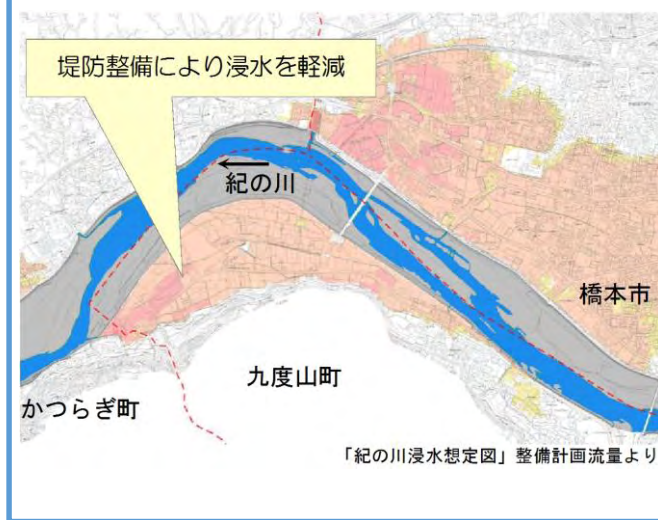 堤防整備により浸水を軽減
紀の川
橋本市
九度山町
かつらぎ町
「紀の川浸水想定図」整備計画流量より